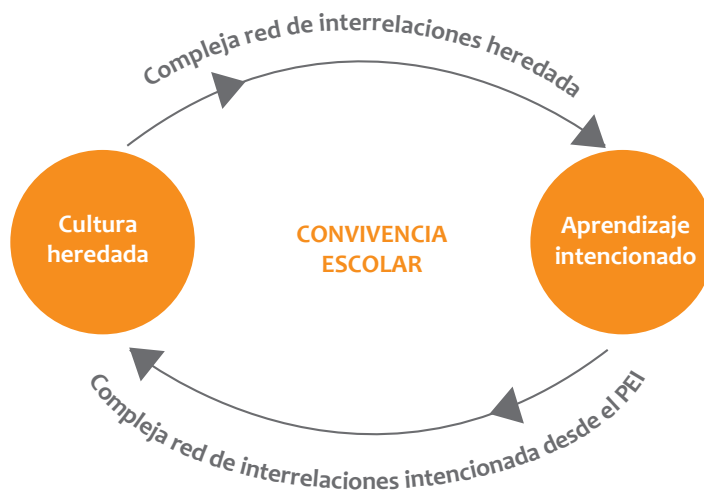 Compleja red de interrelaciones heredada
Cultura
heredada
CONVIVENCIA
ESCOLAR
Aprendizaje
intencionado
Compleja red de interrelaciones intencionada desde el PEI